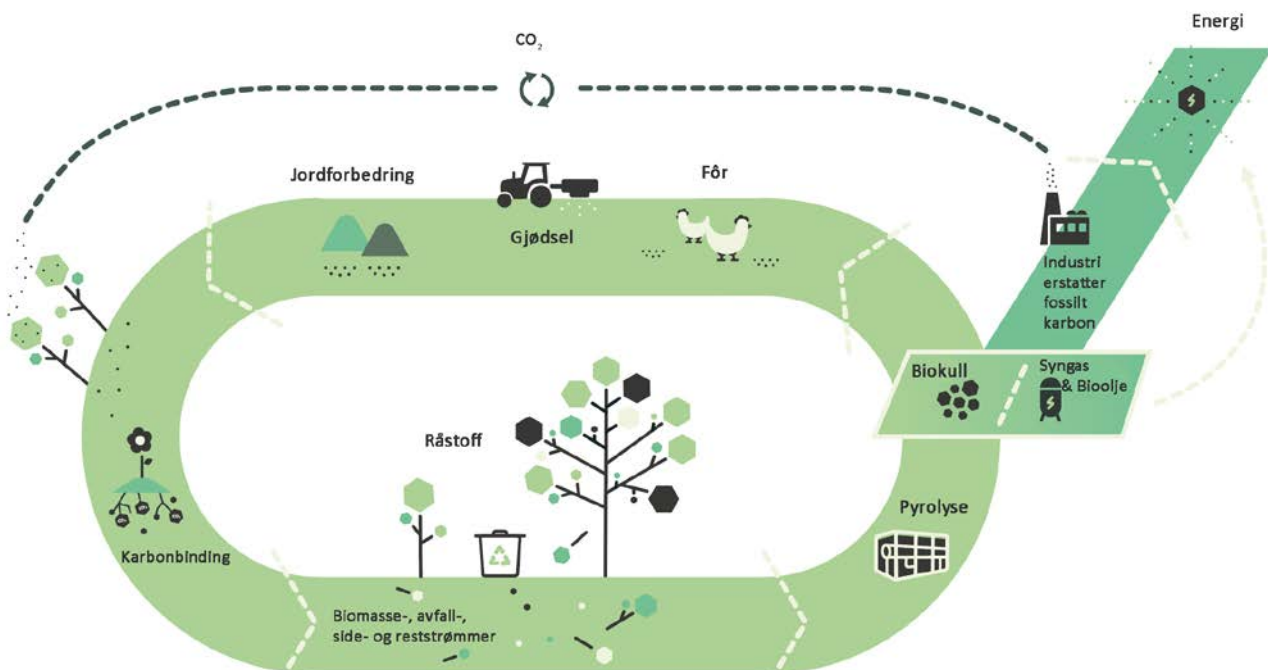 Energi
CO₂
Jordforbedring
Fôr
Gjødsel
Industri
erstatter
fossilt
karbon
Biokull
Syngas
& Bioolje
Råstoff
Pyrolyse
Karbonbinding
Biomasse-, avfall-,
side- og reststrømmer